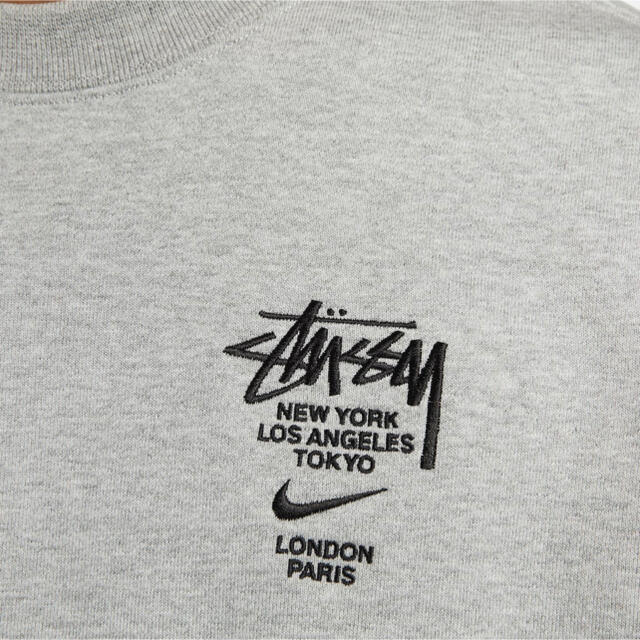 Stüssy
NEW YORK
LOS ANGELES
TOKYO
LONDON
PARIS